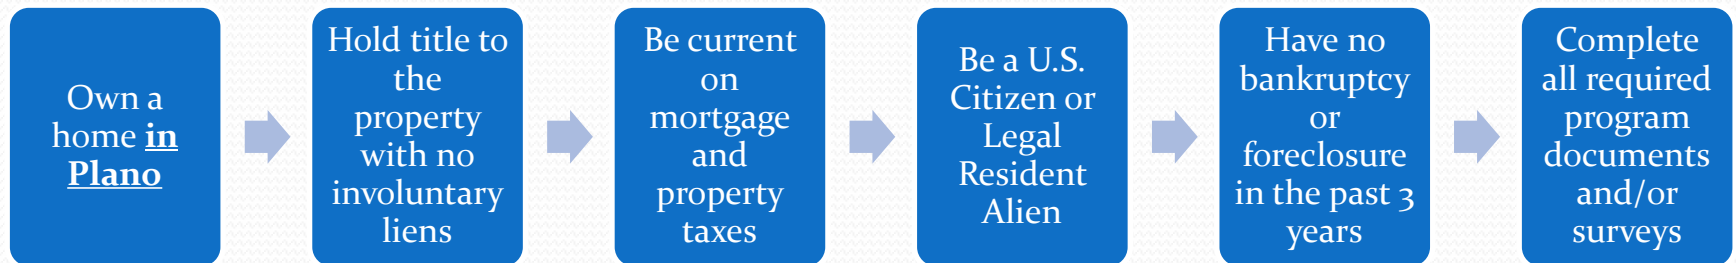 Own a
home in
Plano
Hold title to
the
property
with no
involuntary
liens
Be current
on
mortgage
and
property
taxes
Be a U.S.
Citizen or
Legal
Resident
Alien
Have no
bankruptcy
or
foreclosure
in the past 3
years
Complete
all required
program
documents
and/or
surveys